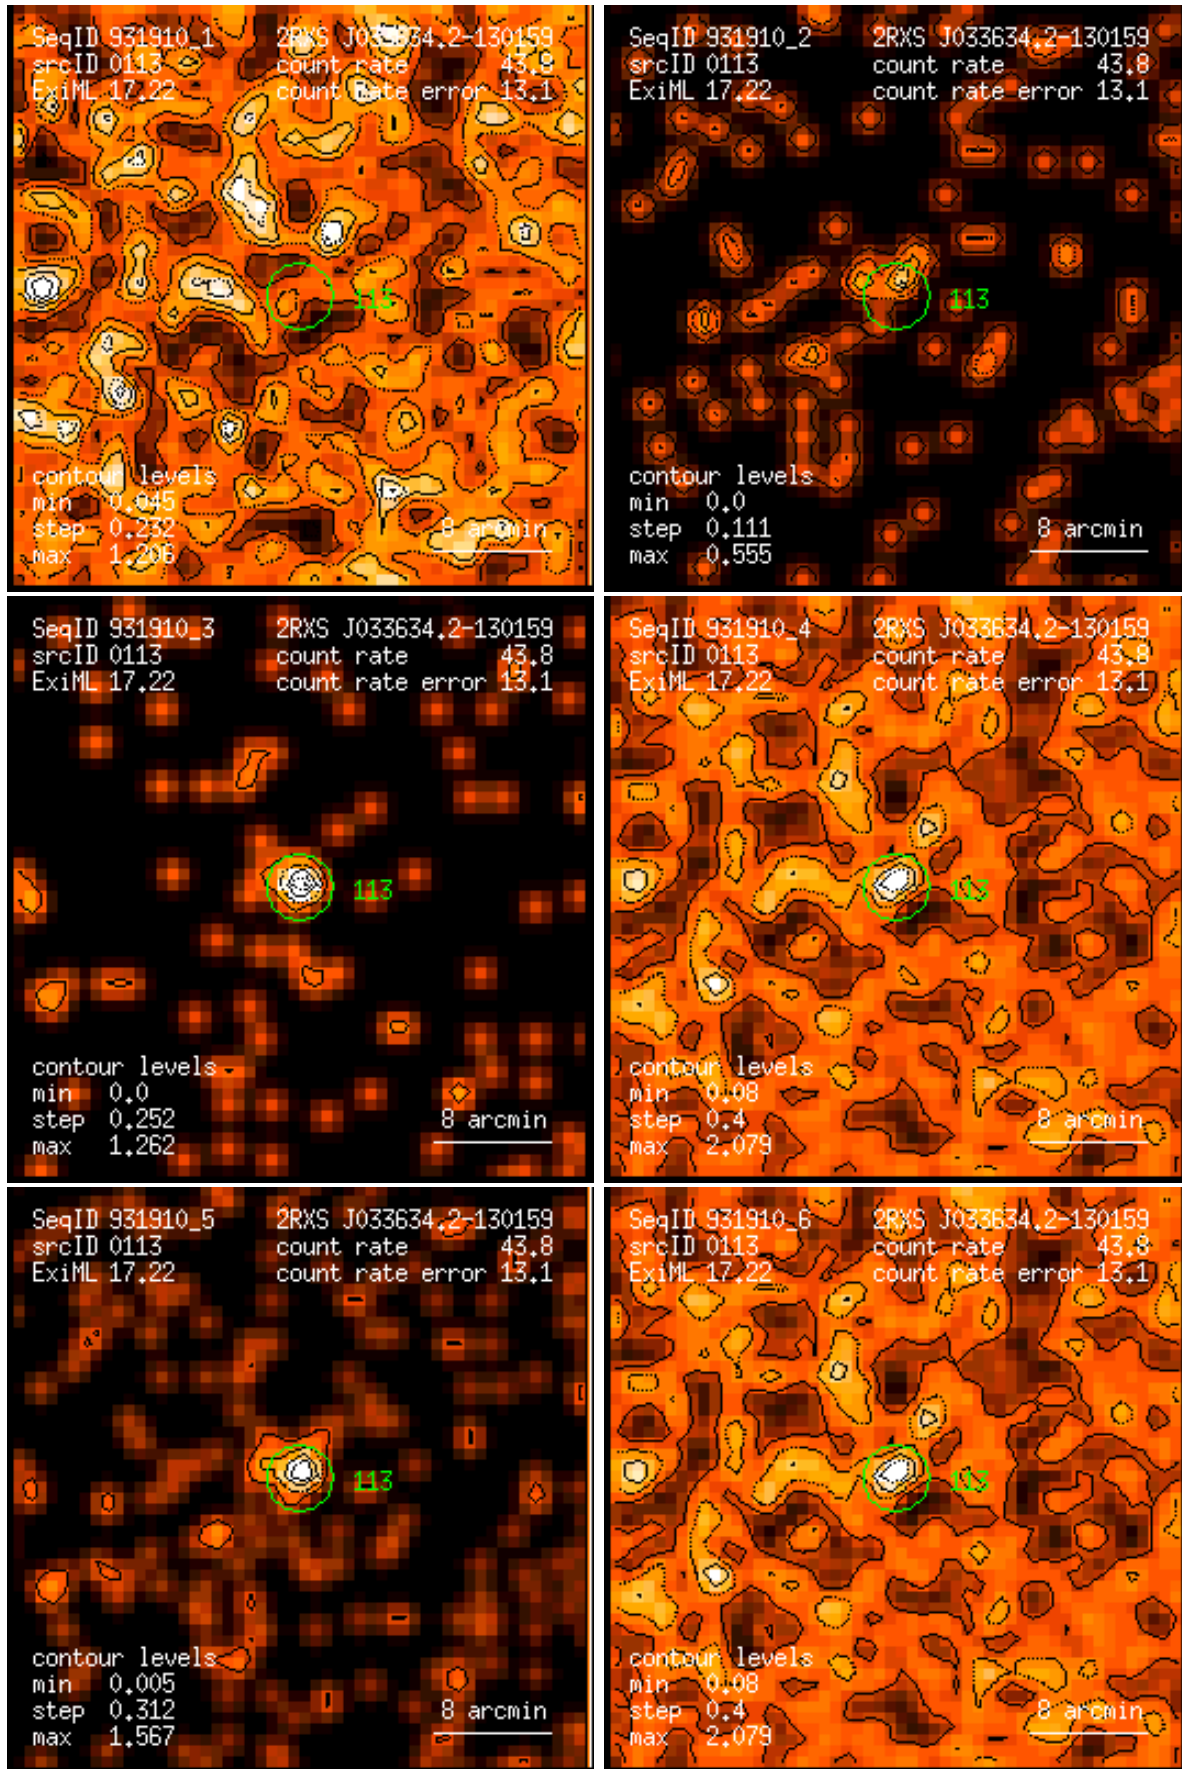 SeqID 931910_1 2RXS J033634.2-130159
srcID 0113 count rate 43.8
ExiML 17.22 count rate error 13.1
113
contour levels
min 0.045
step 0.232
max 1.206
8 arcmin
SeqID 931910_2 2RXS J033634.2-130159
srcID 0113 count rate 43.8
ExiML 17.22 count rate error 13.1
113
contour levels
min 0.0
step 0.111
max 0.555
8 arcmin
SeqID 931910_3 2RXS J033634.2-130159
srcID 0113 count rate 43.8
ExiML 17.22 count rate error 13.1
113
contour levels
min 0.0
step 0.252
max 1.262
8 arcmin
SeqID 931910_4 2RXS J033634.2-130159
srcID 0113 count rate 43.8
ExiML 17.22 count rate error 13.1
113
contour levels
min 0.08
step 0.4
max 2.079
8 arcmin
SeqID 931910_5 2RXS J033634.2-130159
srcID 0113 count rate 43.8
ExiML 17.22 count rate error 13.1
113
contour levels
min 0.005
step 0.312
max 1.567
8 arcmin
SeqID 931910_6 2RXS J033634.2-130159
srcID 0113 count rate 43.8
ExiML 17.22 count rate error 13.1
113
contour levels
min 0.08
step 0.4
max 2.079
8 arcmin